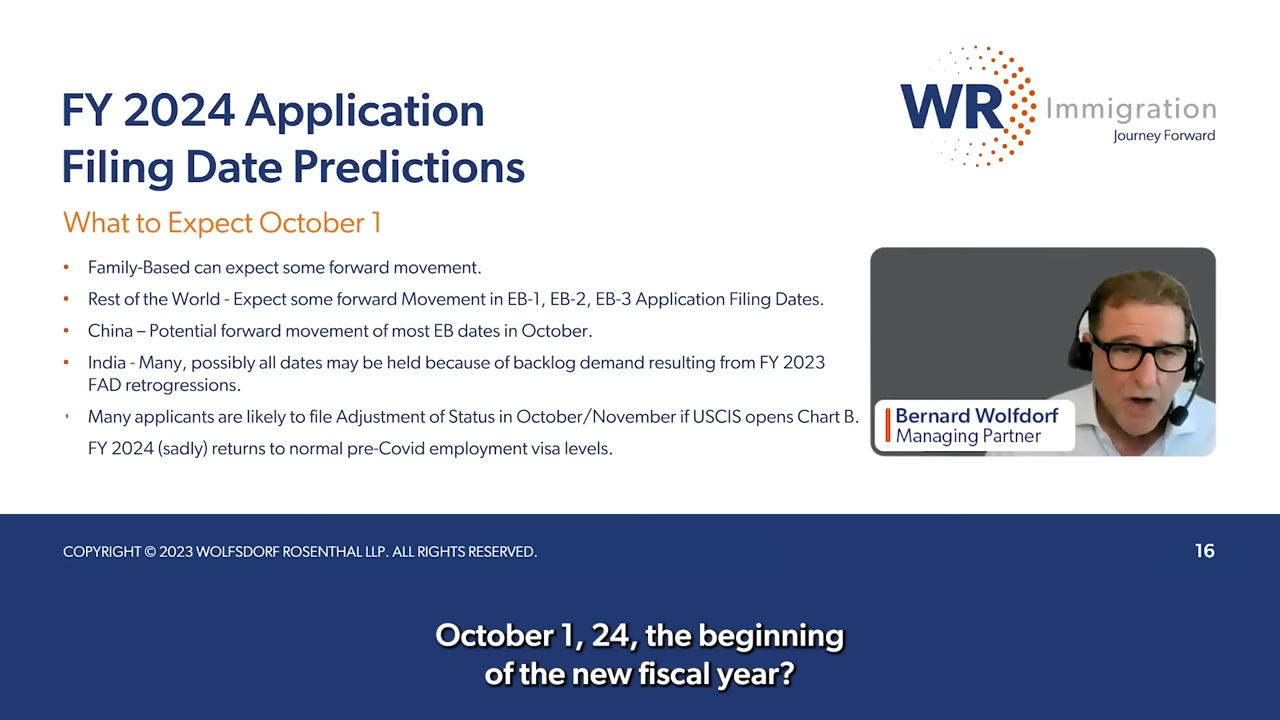 FY 2024 Application
Filing Date Predictions
WR Immigration
Journey Forward
What to Expect October 1
• Family-Based can expect some forward movement.
• Rest of the World - Expect some forward Movement in EB-1, EB-2, EB-3 Application Filing Dates.
• China – Potential forward movement of most EB dates in October.
• India - Many, possibly all dates may be held because of backlog demand resulting from FY 2023
FAD retrogressions.
• Many applicants are likely to file Adjustment of Status in October/November if USCIS opens Chart B.
FY 2024 (sadly) returns to normal pre-Covid employment visa levels.
Bernard Wolfdorf
Managing Partner
COPYRIGHT © 2023 WOLFSDORF ROSENTHAL LLP. ALL RIGHTS RESERVED.
16
October 1, 24, the beginning
of the new fiscal year?